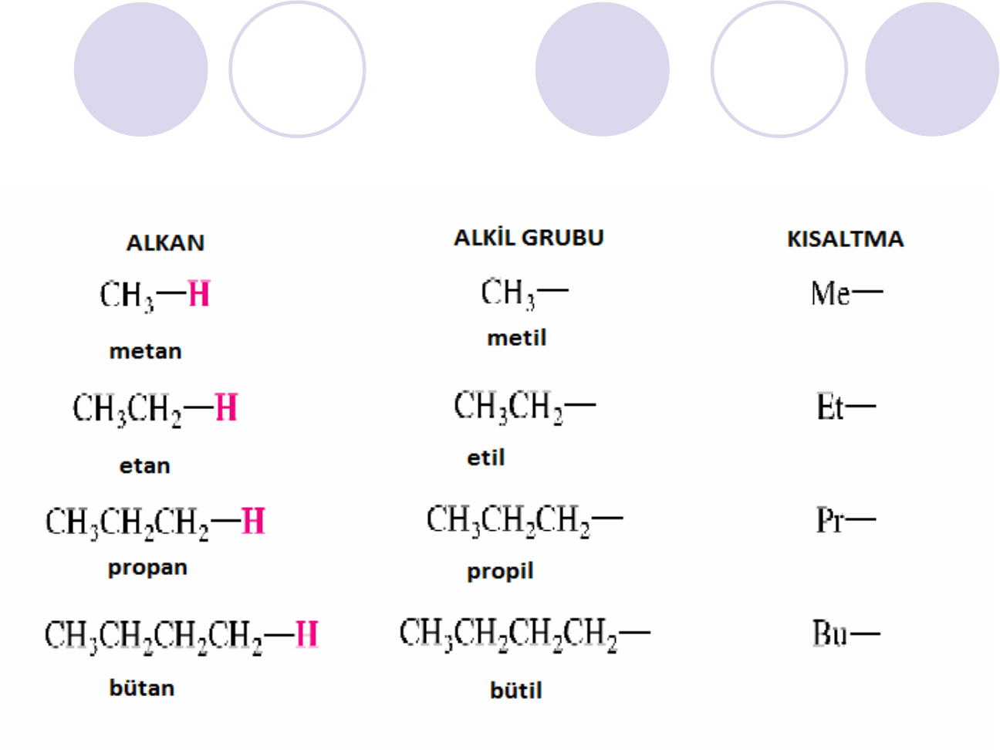 ALKAN ALKİL GRUBU KISALTMA
CH₃—H CH₃— Me—
metan metil
CH₃CH₂—H CH₃CH₂— Et—
etan etil
CH₃CH₂CH₂—H CH₃CH₂CH₂— Pr—
propan propil
CH₃CH₂CH₂CH₂—H CH₃CH₂CH₂CH₂— Bu—
bütan bütil